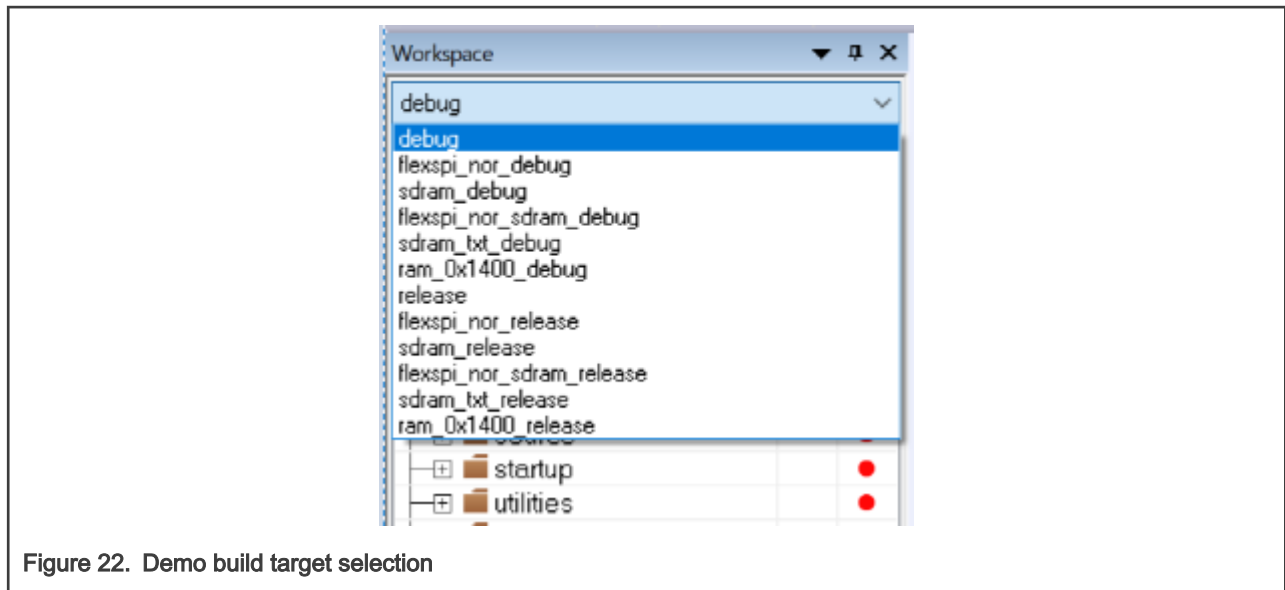 Workspace
debug
debug
flexspi_nor_debug
sdram_debug
flexspi_nor_sdram_debug
sdram_txt_debug
ram_0x1400_debug
release
flexspi_nor_release
sdram_release
flexspi_nor_sdram_release
sdram_txt_release
ram_0x1400_release
startup
utilities
Figure 22. Demo build target selection